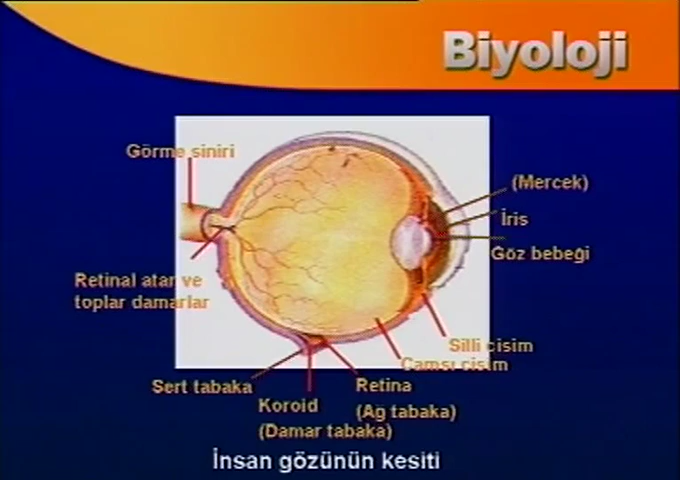 Biyoloji
Görme siniri
(Mercek)
İris
Göz bebeği
Retinal atar ve
toplar damarlar
Silli cisim
Camsı cisim
Sert tabaka
Retina
(Ağ tabaka)
Koroid
(Damar tabaka)
İnsan gözünün kesiti